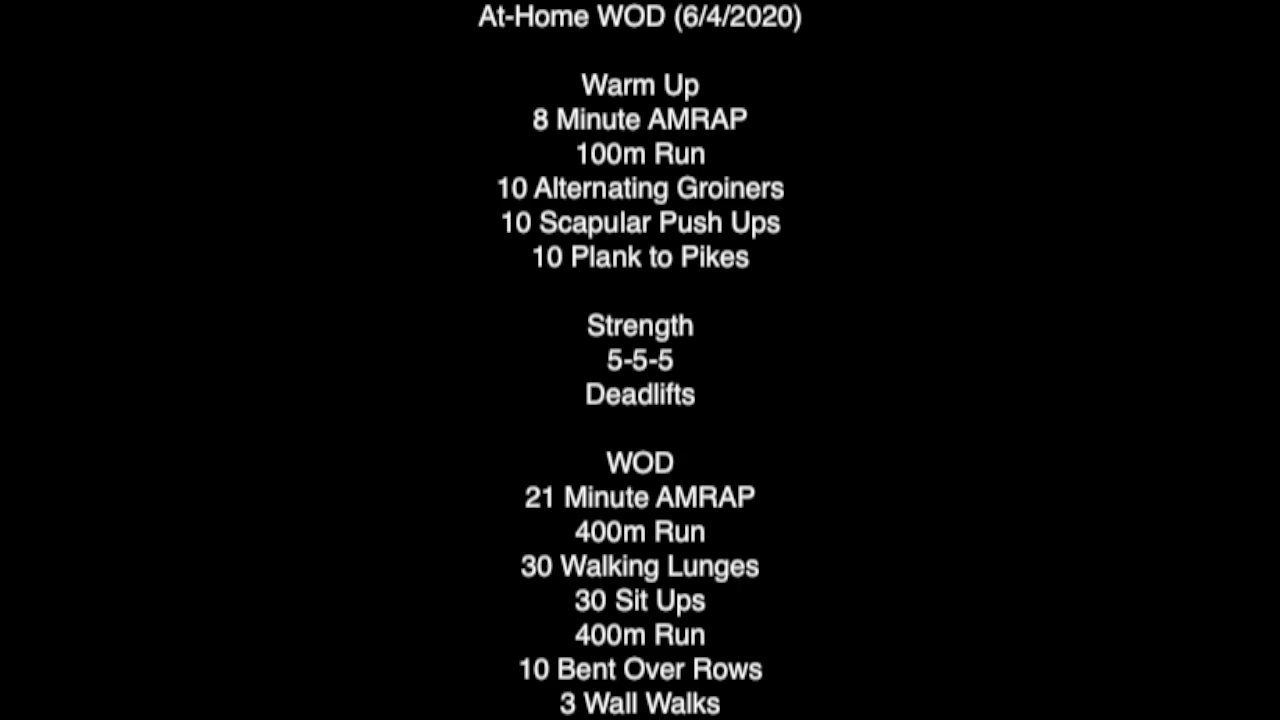 At-Home WOD (6/4/2020)
Warm Up
8 Minute AMRAP
100m Run
10 Alternating Groiners
10 Scapular Push Ups
10 Plank to Pikes
Strength
5-5-5
Deadlifts
WOD
21 Minute AMRAP
400m Run
30 Walking Lunges
30 Sit Ups
400m Run
10 Bent Over Rows
3 Wall Walks